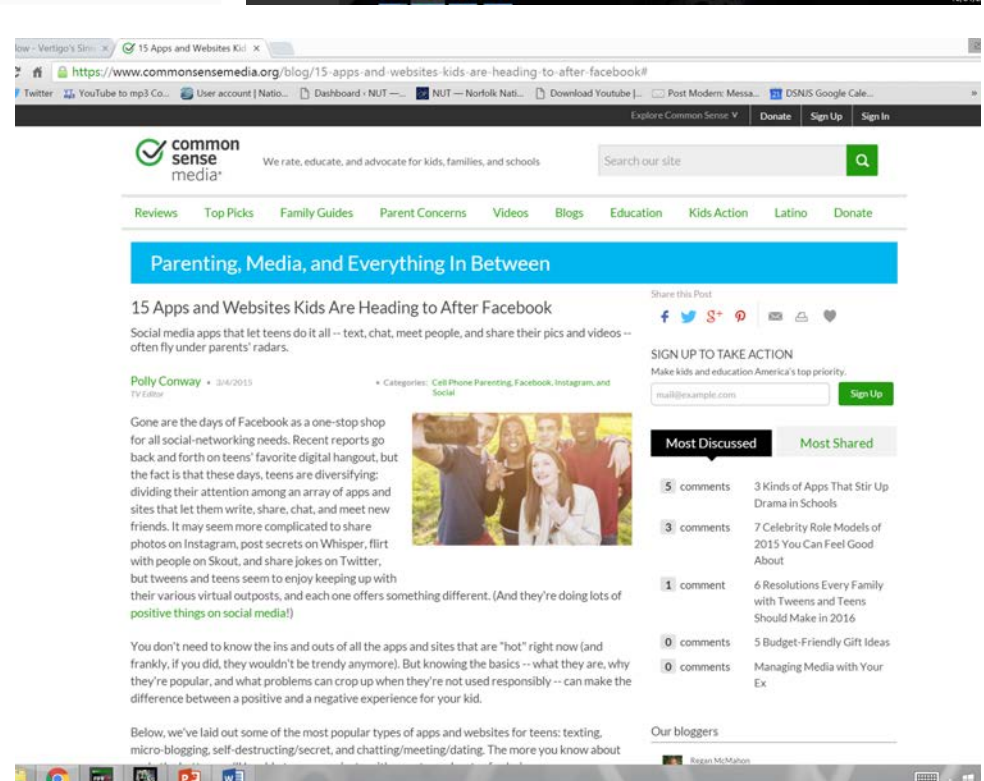 low - Vertigo's Sim
15 Apps and Websites Kid
https://www.commonsensemedia.org/blog/15-apps-and-websites-kids-are-heading-to-after-facebook#
Twitter YouTube to mp3 Co... User account | Natio... Dashboard ‹ NUT —... NUT — Norfolk Nati... Download Youtube |... Post Modern: Messa... DSNJS Google Cale... »
Explore Common Sense Donate Sign Up Sign In
common
sense
media
We rate, educate, and advocate for kids, families, and schools
Search our site
Reviews Top Picks Family Guides Parent Concerns Videos Blogs Education Kids Action Latino Donate
Parenting, Media, and Everything In Between
15 Apps and Websites Kids Are Heading to After Facebook
Social media apps that let teens do it all -- text, chat, meet people, and share their pics and videos --
often fly under parents' radars.
Polly Conway • 3/4/2015
TV Editor
Categories: Cell Phone Parenting, Facebook, Instagram, and
Social
Gone are the days of Facebook as a one-stop shop
for all social-networking needs. Recent reports go
back and forth on teens' favorite digital hangout, but
the fact is that these days, teens are diversifying:
dividing their attention among an array of apps and
sites that let them write, share, chat, and meet new
friends. It may seem more complicated to share
photos on Instagram, post secrets on Whisper, flirt
with people on Skout, and share jokes on Twitter,
but tweens and teens seem to enjoy keeping up with
their various virtual outposts, and each one offers something different. (And they're doing lots of
positive things on social media!)
You don't need to know the ins and outs of all the apps and sites that are "hot" right now (and
frankly, if you did, they wouldn't be trendy anymore). But knowing the basics -- what they are, why
they're popular, and what problems can crop up when they're not used responsibly -- can make the
difference between a positive and a negative experience for your kid.
Below, we've laid out some of the most popular types of apps and websites for teens: texting,
micro-blogging, self-destructing/secret, and chatting/meeting/dating. The more you know about
Share this Post
SIGN UP TO TAKE ACTION
Make kids and education America's top priority.
mail@example.com
Sign Up
Most Discussed Most Shared
5 comments 3 Kinds of Apps That Stir Up
Drama in Schools
3 comments 7 Celebrity Role Models of
2015 You Can Feel Good
About
1 comment 6 Resolutions Every Family
with Tweens and Teens
Should Make in 2016
0 comments 5 Budget-Friendly Gift Ideas
0 comments Managing Media with Your
Ex
Our bloggers
Regan McMahon